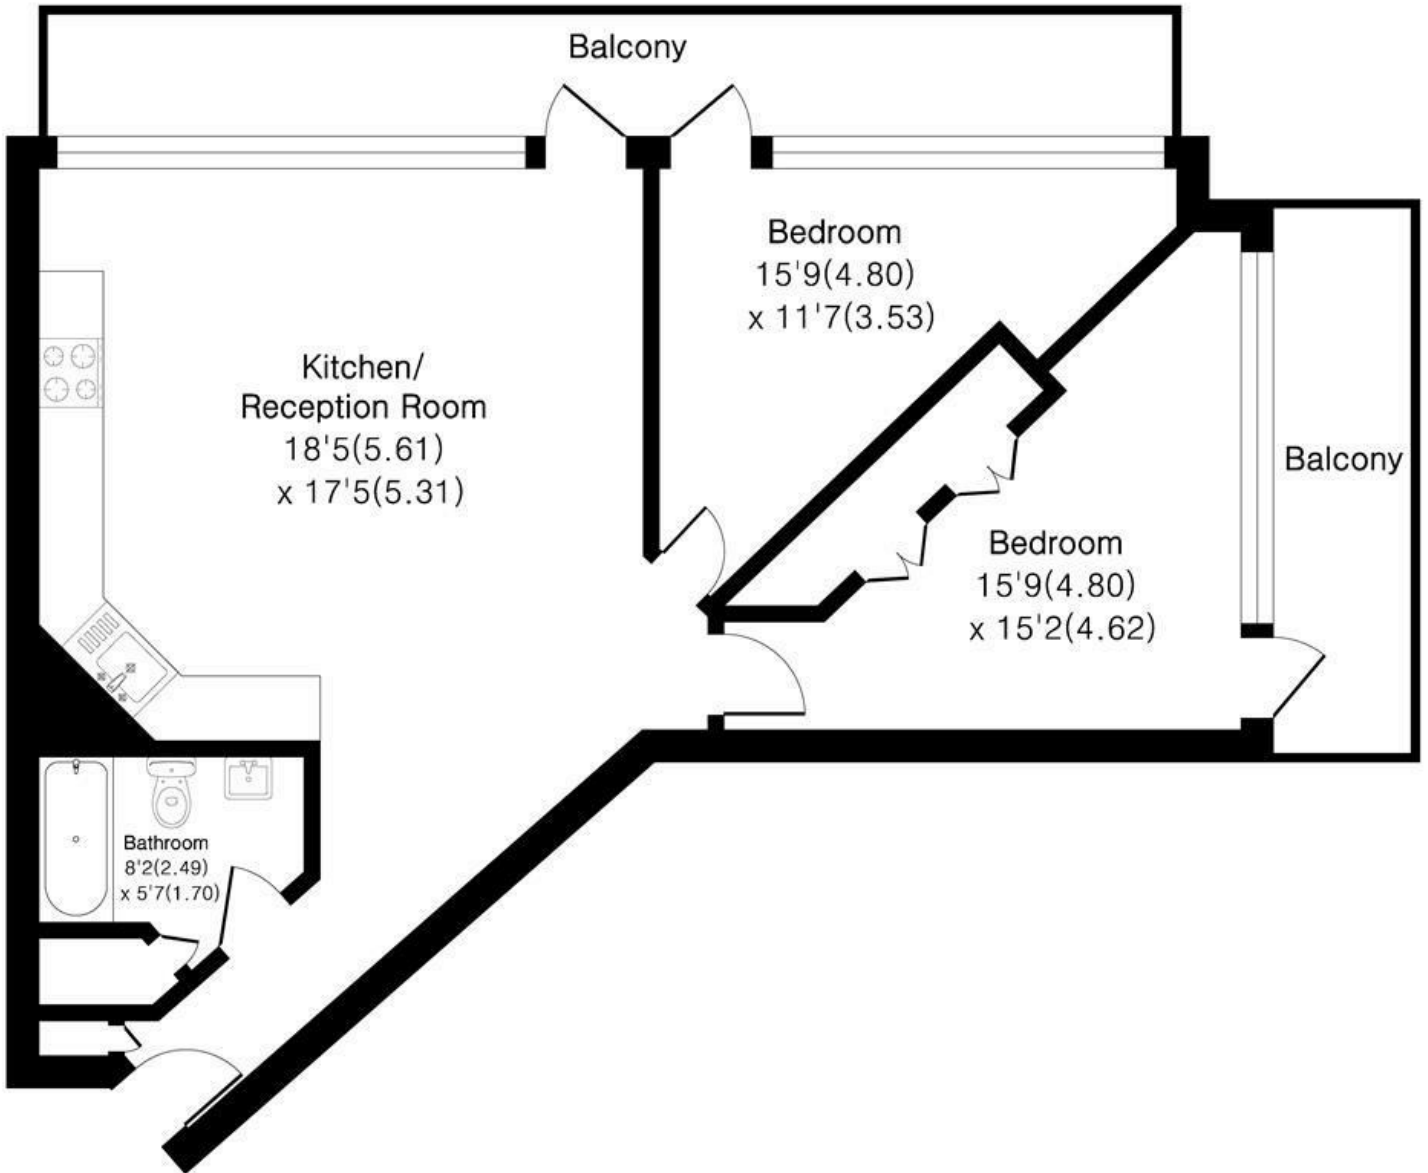 Balcony
Bedroom
15'9(4.80)
x 11'7(3.53)
Kitchen/
Reception Room
18'5(5.61)
x 17'5(5.31)
Balcony
Bedroom
15'9(4.80)
x 15'2(4.62)
Bathroom
8'2(2.49)
x 5'7(1.70)